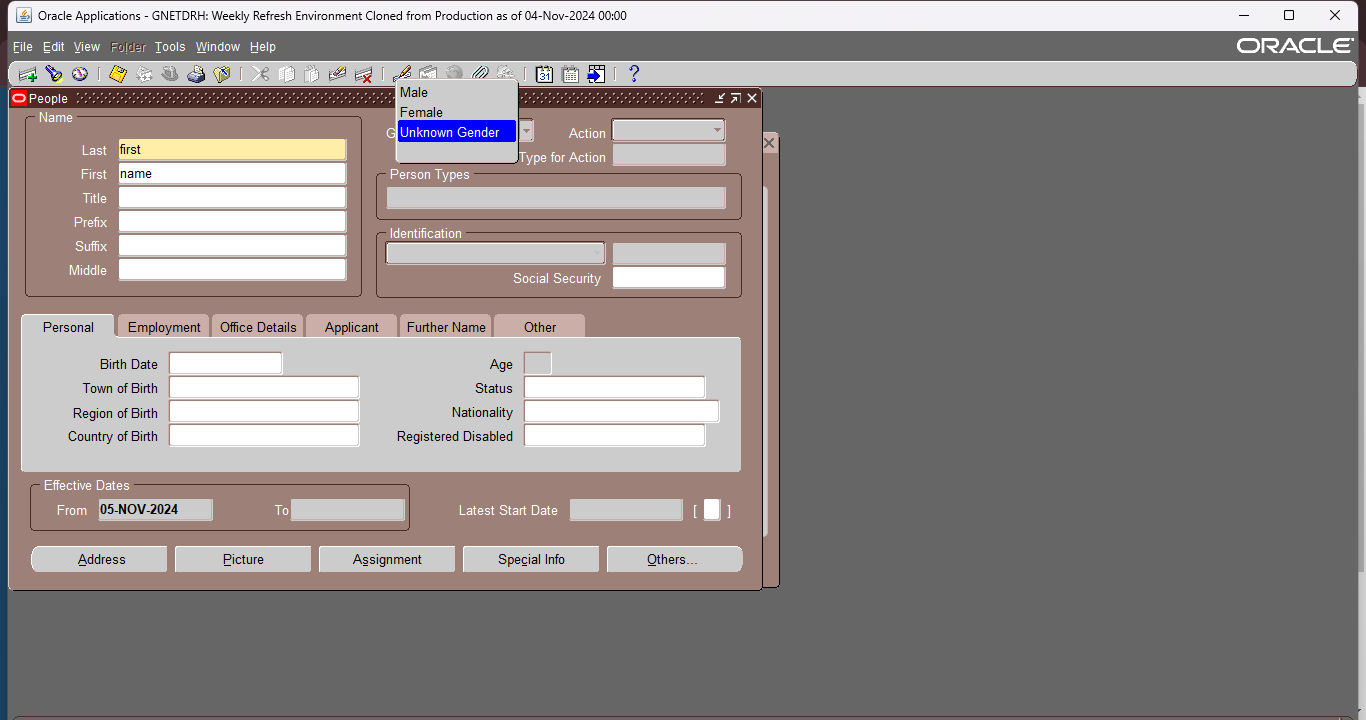 Oracle Applications - GNETDRH: Weekly Refresh Environment Cloned from Production as of 04-Nov-2024 00:00
File Edit View Folder Tools Window Help
ORACLE
31
?
People
Name
Last first
First name
Title
Prefix
Suffix
Middle
Male
Female
Unknown Gender
G
Action
Type for Action
Person Types
Identification
Social Security
Personal Employment Office Details Applicant Further Name Other
Birth Date Age
Town of Birth Status
Region of Birth Nationality
Country of Birth Registered Disabled
Effective Dates
From 05-NOV-2024 To Latest Start Date [ ]
Address Picture Assignment Special Info Others...